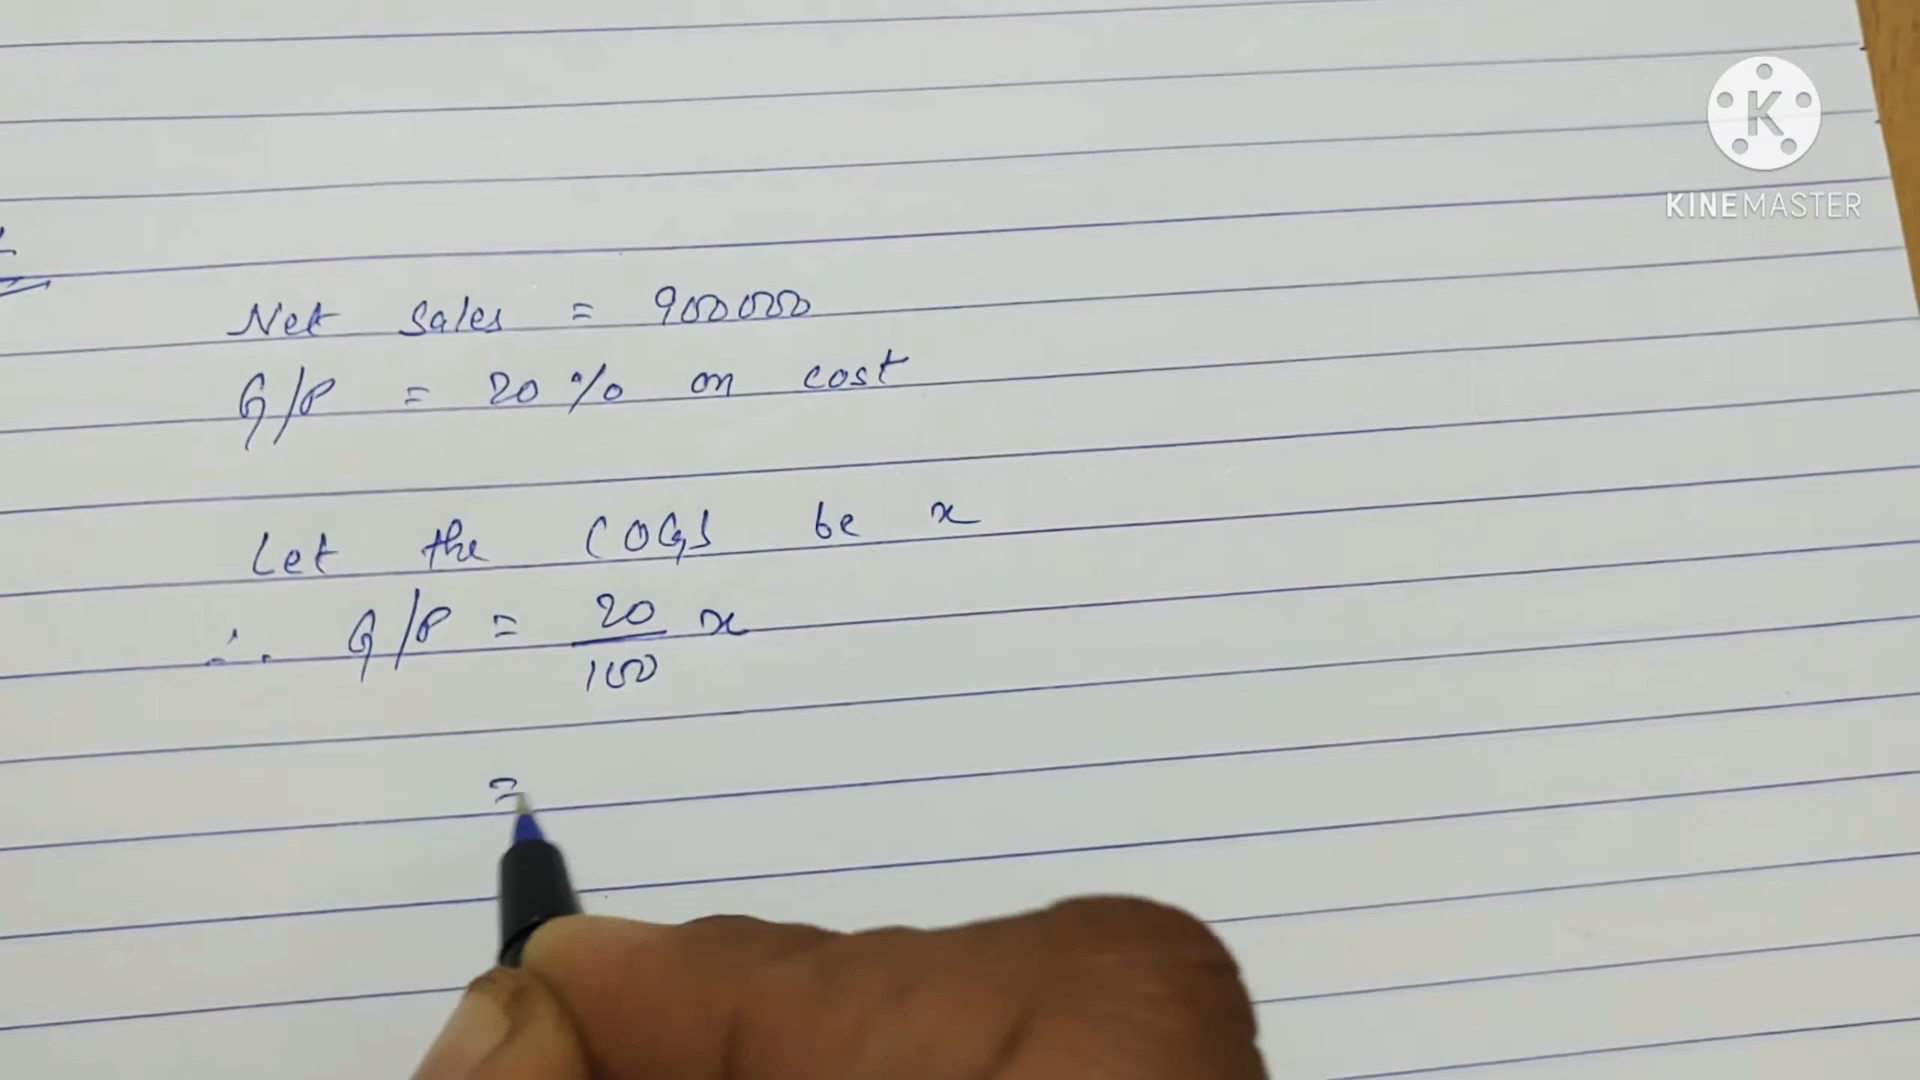 K
KINEMASTER
Net Sales = 900000
G/P = 20% on cost
Let the COGS be x
∴ G/P = 20/100 x
=